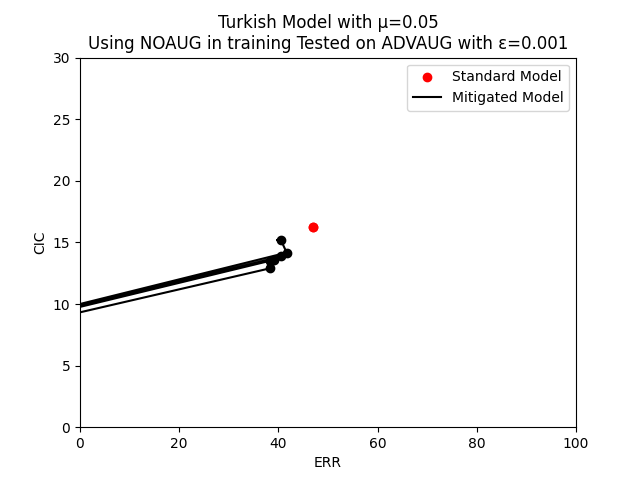 Turkish Model with μ=0.05
Using NOAUG in training Tested on ADVAUG with ε=0.001
Standard Model
Mitigated Model
30
25
20
15
10
5
0
CIC
0 20 40 60 80 100
ERR